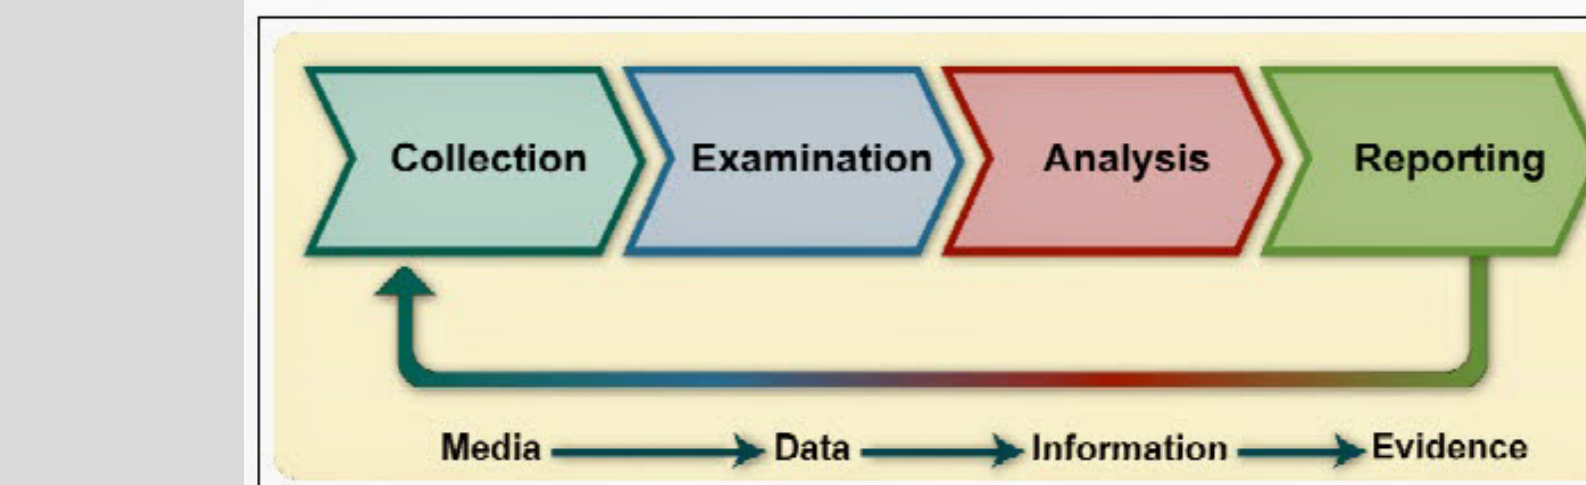 Collection Examination Analysis Reporting
Media Data Information Evidence